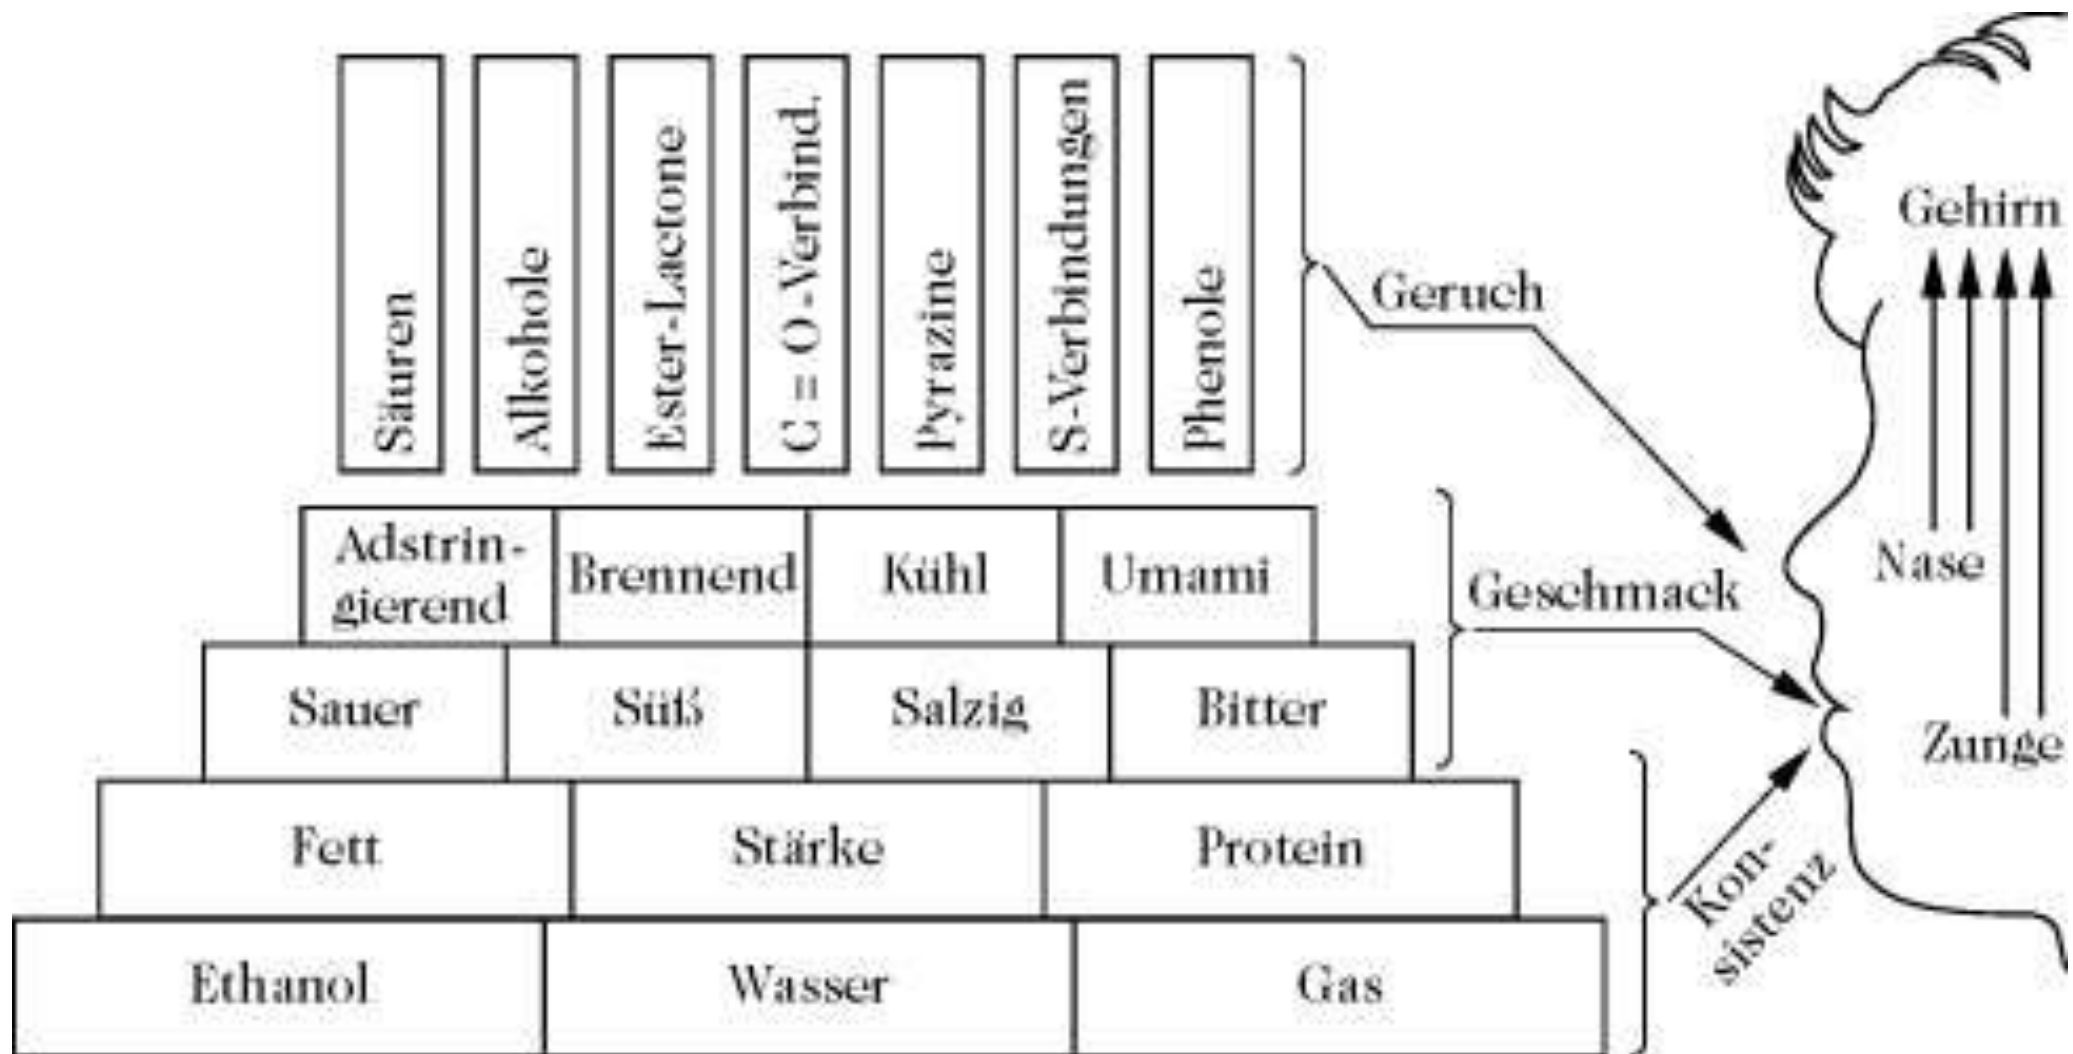 Säuren
Alkohole
Ester-Lactone
C = O-Verbind.
Pyrazine
S-Verbindungen
Phenole
Geruch
Gehirn
Adstrin-
gierend
Brennend
Kühl
Umami
Geschmack
Nase
Sauer
Süß
Salzig
Bitter
Zunge
Fett
Stärke
Protein
Kon-
sistenz
Ethanol
Wasser
Gas